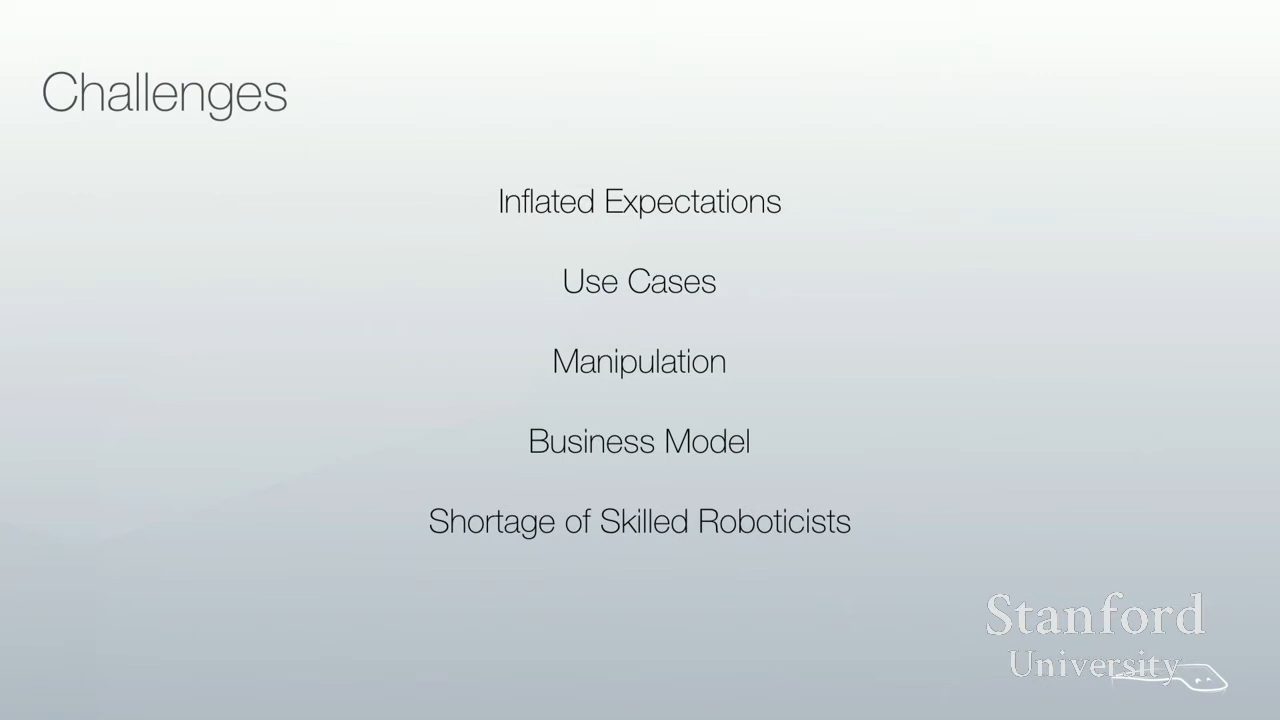 Challenges
Inflated Expectations
Use Cases
Manipulation
Business Model
Shortage of Skilled Roboticists
Stanford
University